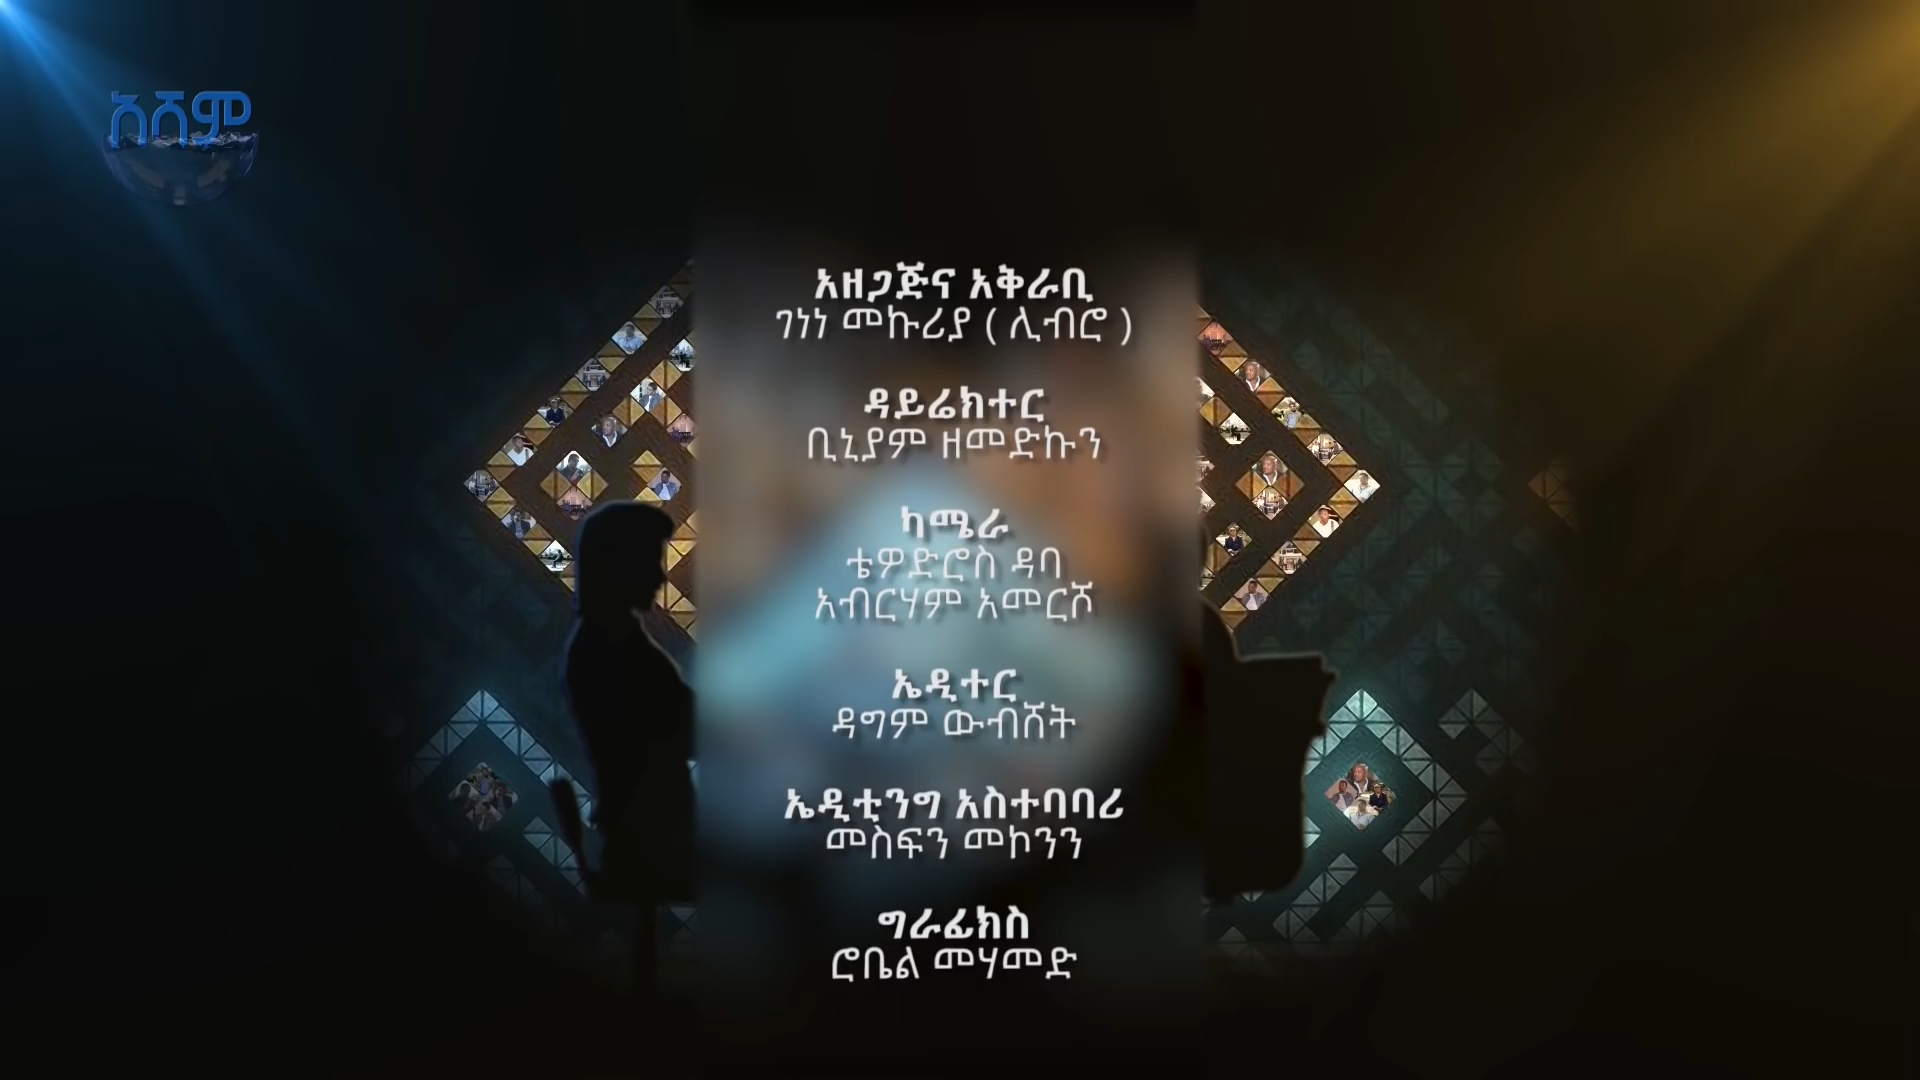 አሻም
አዘጋጅና አቅራቢ
ገነነ መኩሪያ ( ሊብሮ )
ዳይሬክተር
ቢኒያም ዘመድኩን
ካሜራ
ቴዎድሮስ ዳባ
አብርሃም አመርሾ
ኤዲተር
ዳግም ውብሸት
ኤዲቲንግ አስተባባሪ
መስፍን መኮንን
ግራፊክስ
ሮቤል መሃመድ